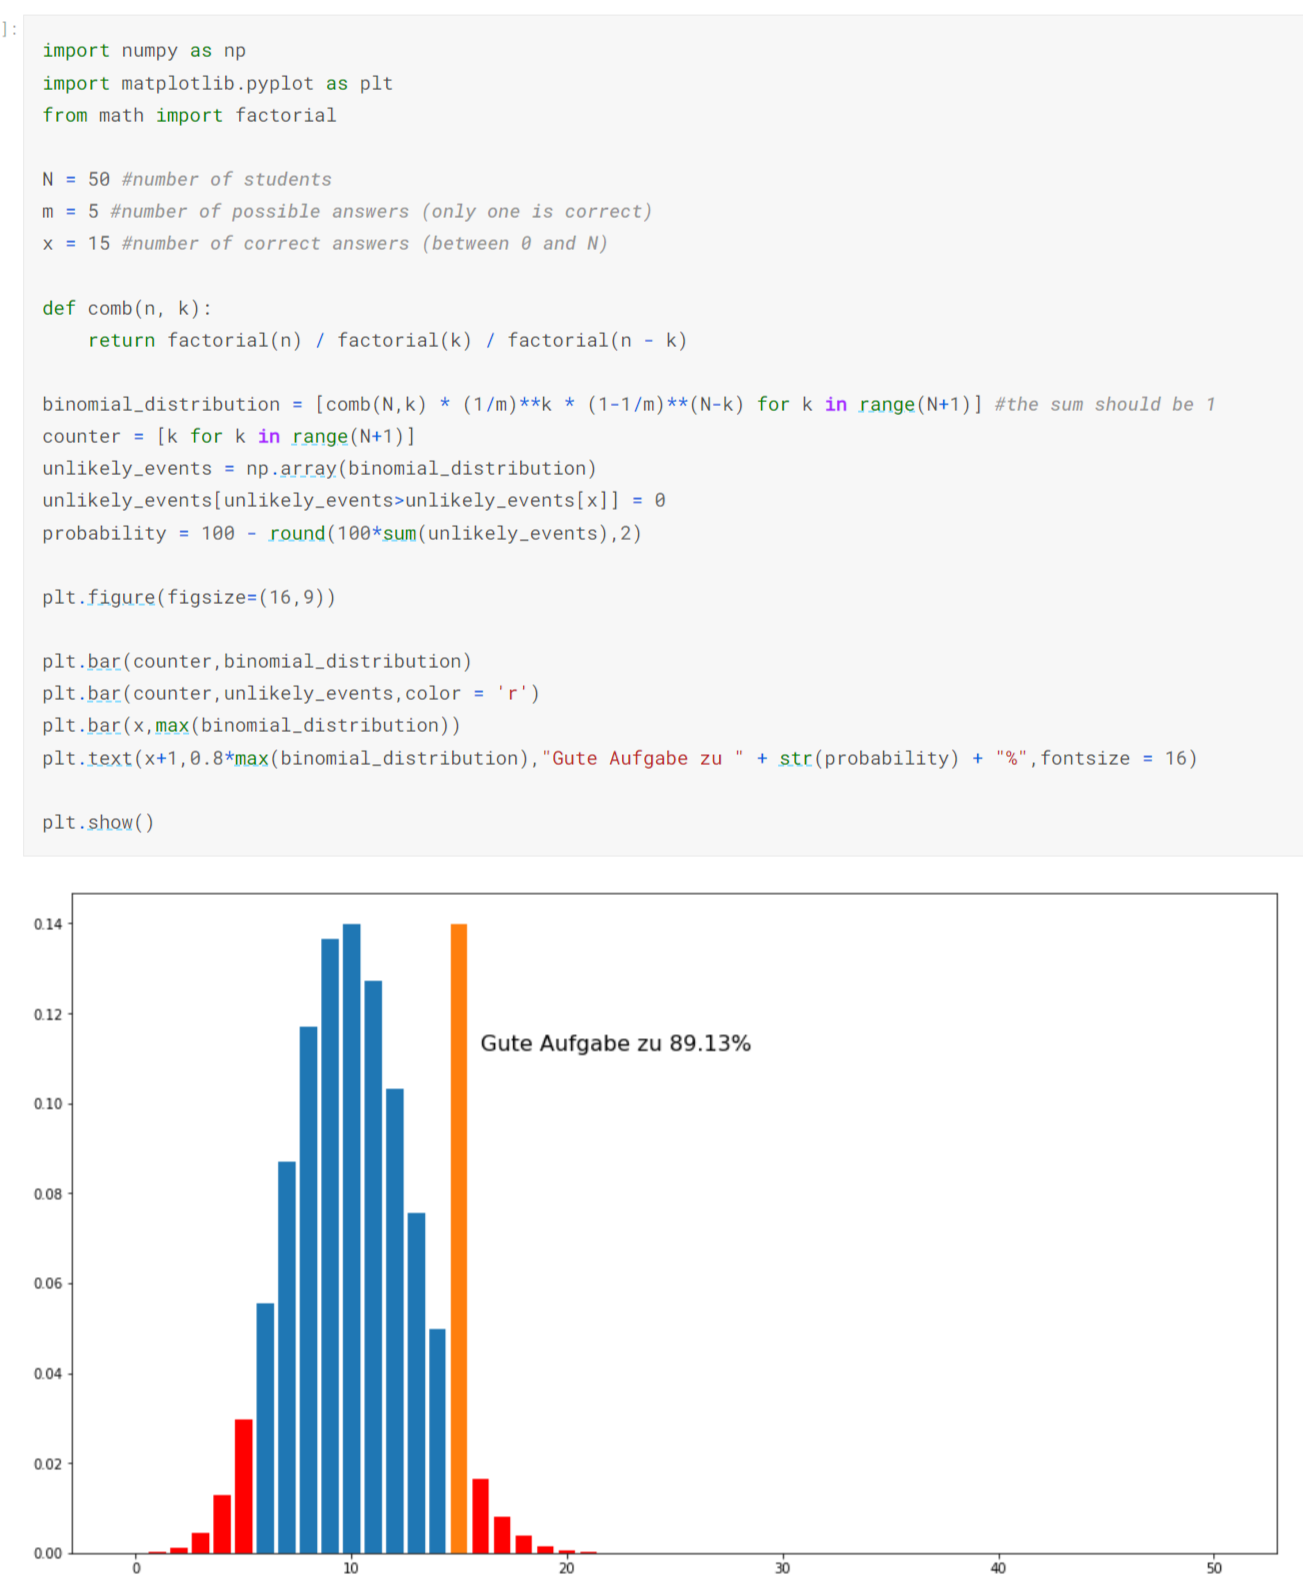 ]:
import numpy as np
import matplotlib.pyplot as plt
from math import factorial
N = 50 #number of students
m = 5 #number of possible answers (only one is correct)
x = 15 #number of correct answers (between 0 and N)
def comb(n, k):
    return factorial(n) / factorial(k) / factorial(n - k)
binomial_distribution = [comb(N,k) * (1/m)**k * (1-1/m)**(N-k) for k in range(N+1)] #the sum should be 1
counter = [k for k in range(N+1)]
unlikely_events = np.array(binomial_distribution)
unlikely_events[unlikely_events>unlikely_events[x]] = 0
probability = 100 - round(100*sum(unlikely_events),2)
plt.figure(figsize=(16,9))
plt.bar(counter,binomial_distribution)
plt.bar(counter,unlikely_events,color = 'r')
plt.bar(x,max(binomial_distribution))
plt.text(x+1,0.8*max(binomial_distribution),"Gute Aufgabe zu " + str(probability) + "%",fontsize = 16)
plt.show()
0.14
0.12
Gute Aufgabe zu 89.13%
0.10
0.08
0.06
0.04
0.02
0.00
0 10 20 30 40 50